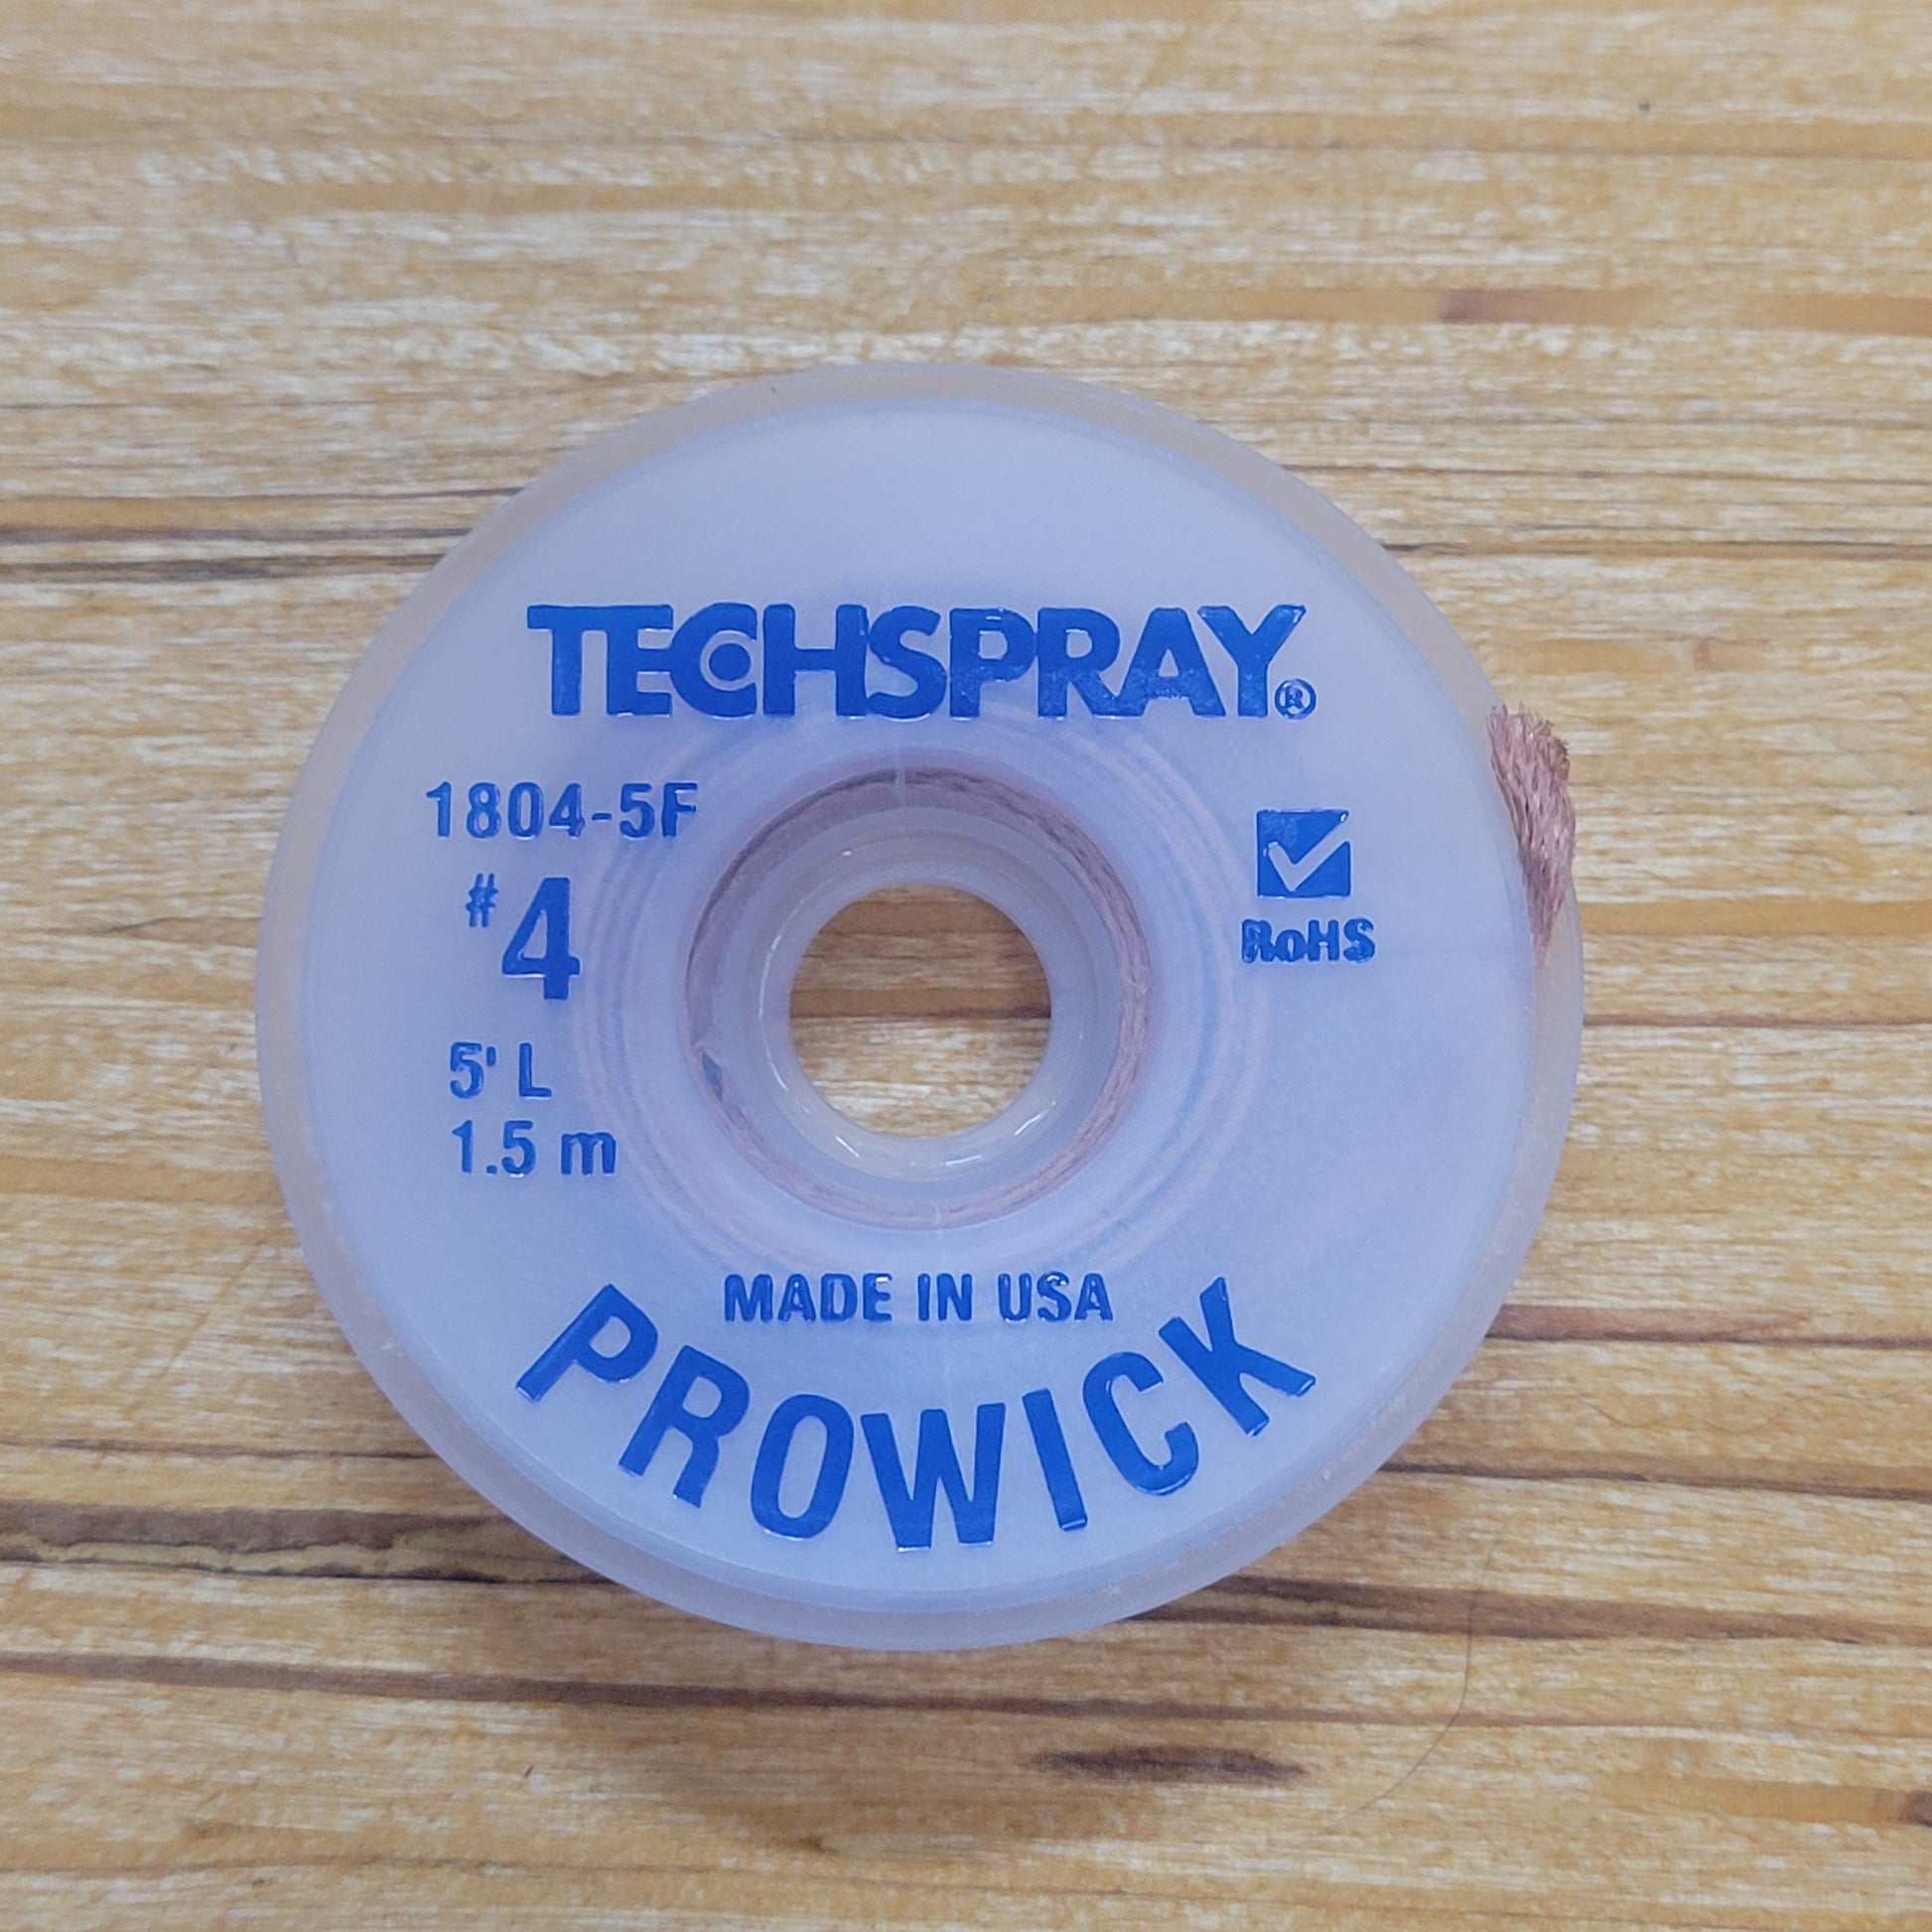 TECHSPRAY®
1804-5F
#4
5' L
1.5 m
RoHS
MADE IN USA
PROWICK